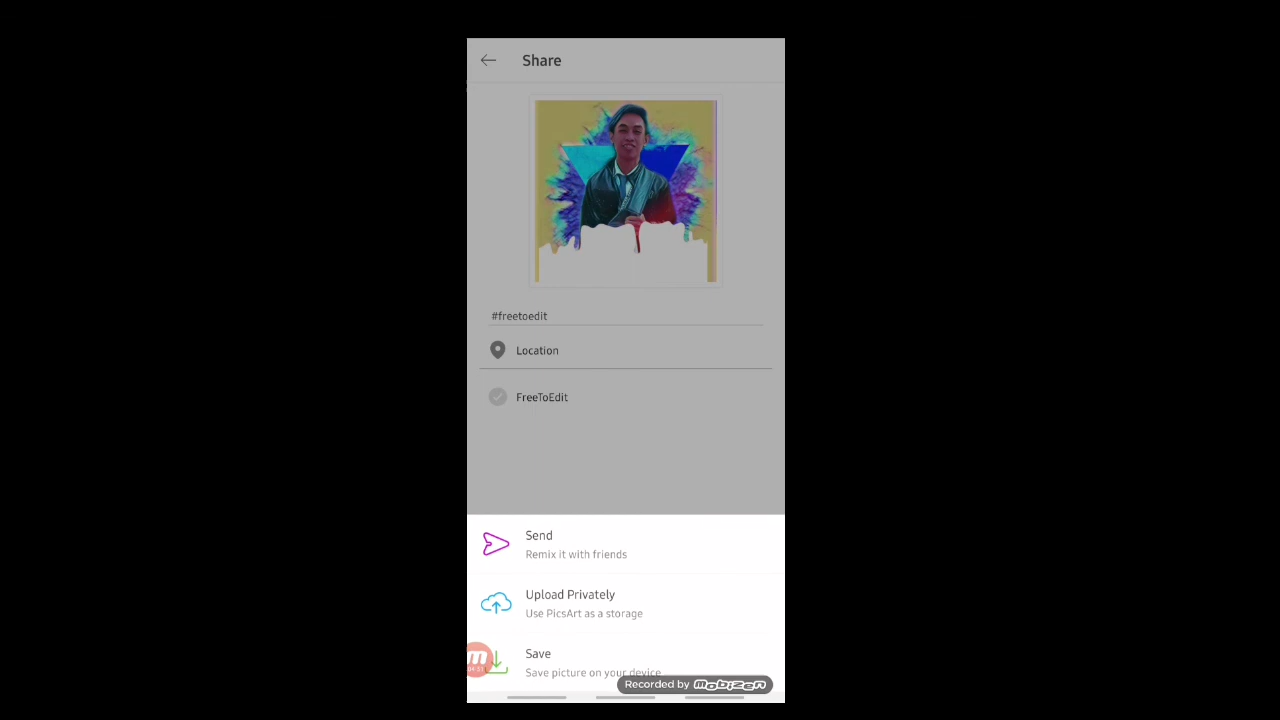 Share
#freetoedit
Location
FreeToEdit
Send
Remix it with friends
Upload Privately
Use PicsArt as a storage
Save
Save picture on your device
Recorded by mobizen